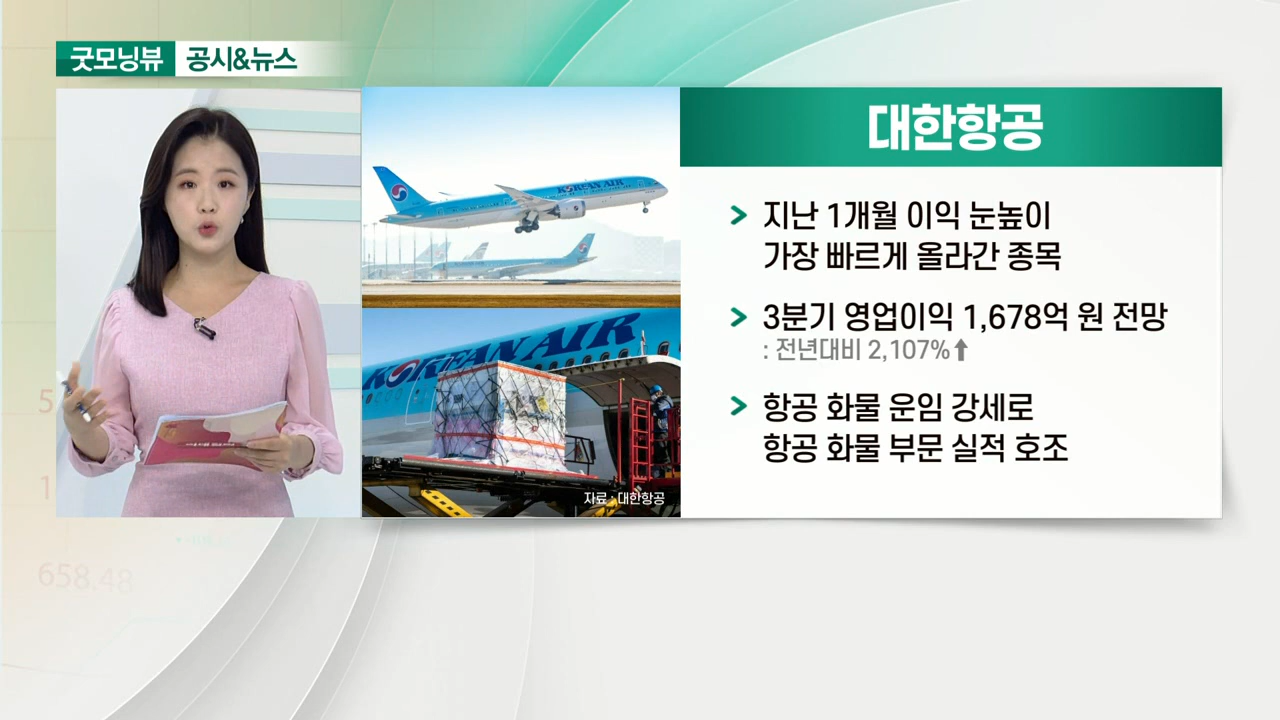 굿모닝뷰 공시&뉴스
대한항공
지난 1개월 이익 눈높이
가장 빠르게 올라간 종목
3분기 영업이익 1,678억 원 전망
: 전년대비 2,107%⬆
항공 화물 운임 강세로
항공 화물 부문 실적 호조
KOREAN AIR
KOREAN AIR
자료 : 대한항공
658.48